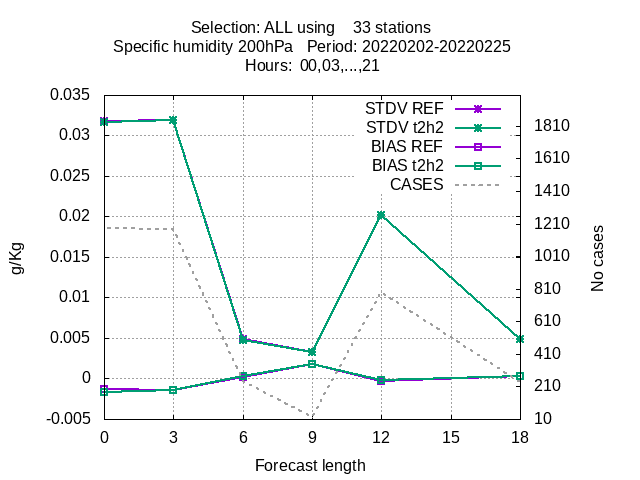 Selection: ALL using    33 stations
Specific humidity 200hPa   Period: 20220202-20220225
Hours:  00,03,...,21
0.035
0.03
0.025
0.02
0.015
0.01
0.005
0
-0.005
g/Kg
STDV REF
STDV t2h2
BIAS REF
BIAS t2h2
CASES
1810
1610
1410
1210
1010
810
610
410
210
10
No cases
0 3 6 9 12 15 18
Forecast length